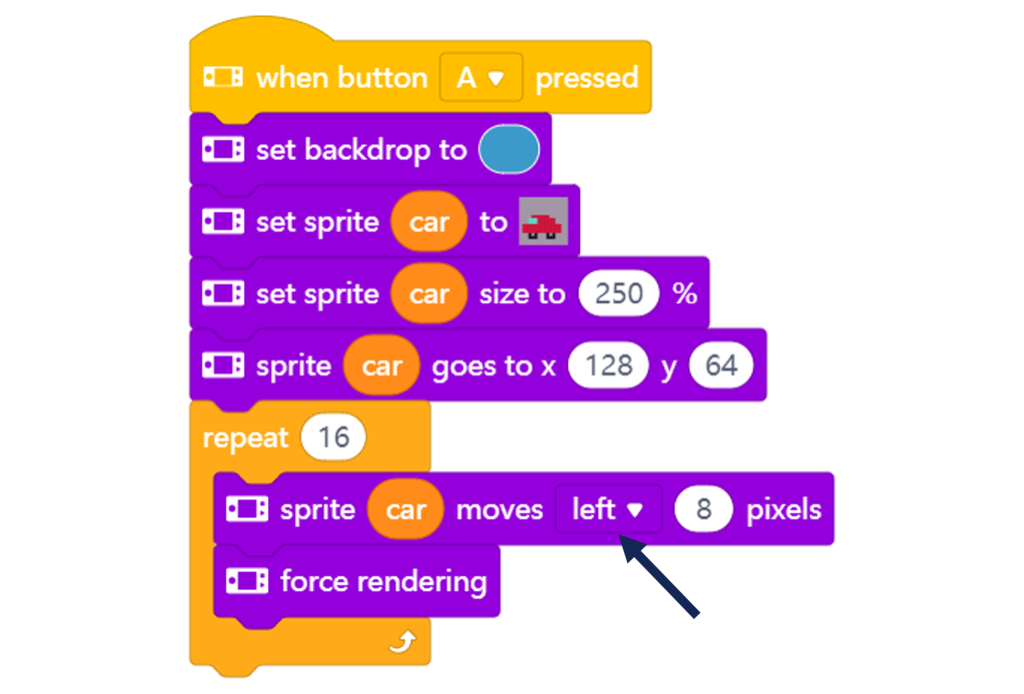 when button A pressed
set backdrop to
set sprite car to
set sprite car size to 250 %
sprite car goes to x 128 y 64
repeat 16
sprite car moves left 8 pixels
force rendering